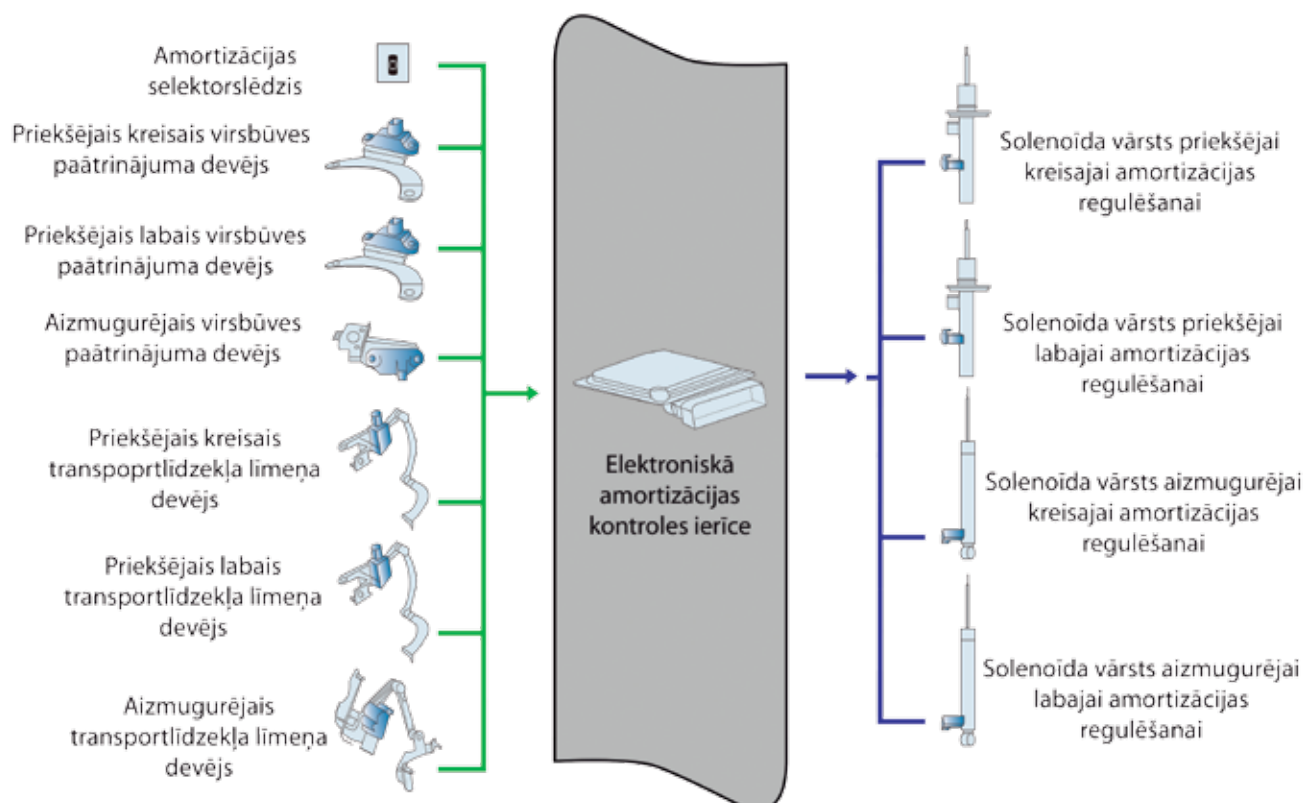 Amortizācijas
selektorslēdzis
Priekšējais kreisais virsbūves
paātrinājuma devējs
Priekšējais labais virsbūves
paātrinājuma devējs
Aizmugurējais virsbūves
paātrinājuma devējs
Priekšējais kreisais
transpoprtlīdzekļa līmeņa
devējs
Priekšējais labais
transportlīdzekļa līmeņa
devējs
Aizmugurējais
transportlīdzekļa līmeņa
devējs
Elektroniskā
amortizācijas
kontroles ierīce
Solenoīda vārsts priekšējai
kreisajai amortizācijas
regulēšanai
Solenoīda vārsts priekšējai
labajai amortizācijas
regulēšanai
Solenoīda vārsts aizmugurējai
kreisajai amortizācijas
regulēšanai
Solenoīda vārsts aizmugurējai
labajai amortizācijas
regulēšanai